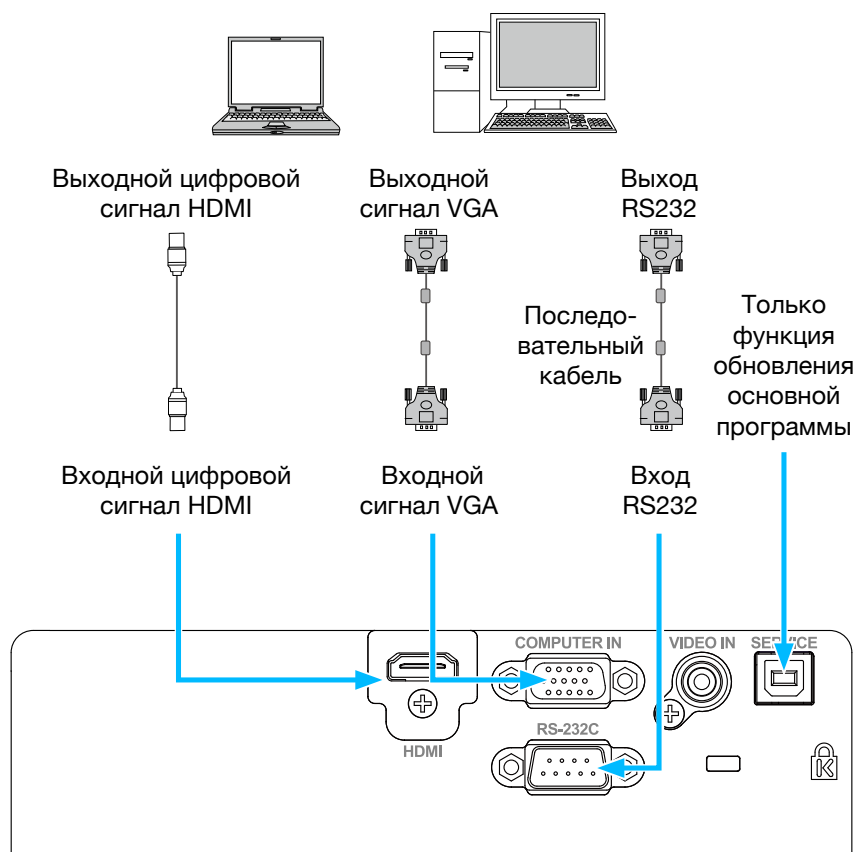 Выходной цифровой
сигнал HDMI
Выходной
сигнал VGA
Выход
RS232
Последо-
вательный
кабель
Только
функция
обновления
основной
программы
Входной цифровой
сигнал HDMI
Входной
сигнал VGA
Вход
RS232
COMPUTER IN
VIDEO IN
SERVICE
HDMI
RS-232C
K